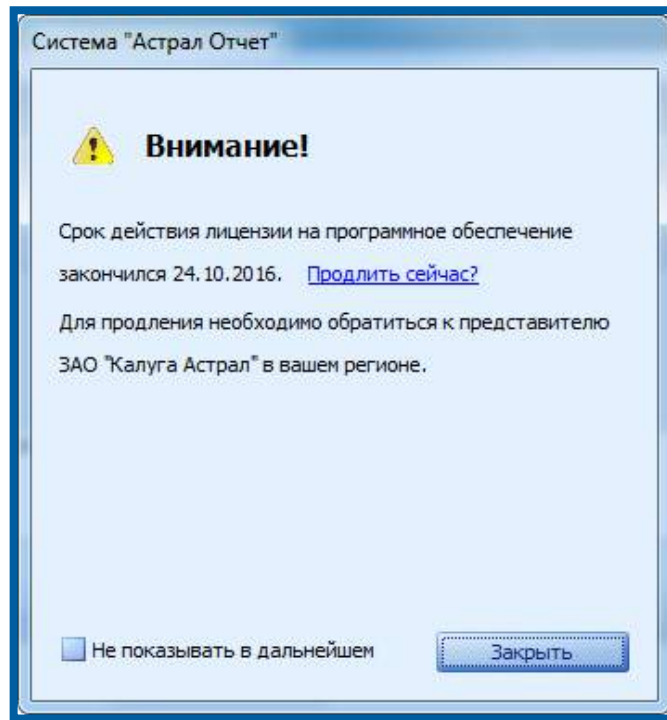 Система "Астрал Отчет"
Внимание!
Срок действия лицензии на программное обеспечение
закончился 24.10.2016. Продлить сейчас?
Для продления необходимо обратиться к представителю
ЗАО "Калуга Астрал" в вашем регионе.
Не показывать в дальнейшем
Закрыть